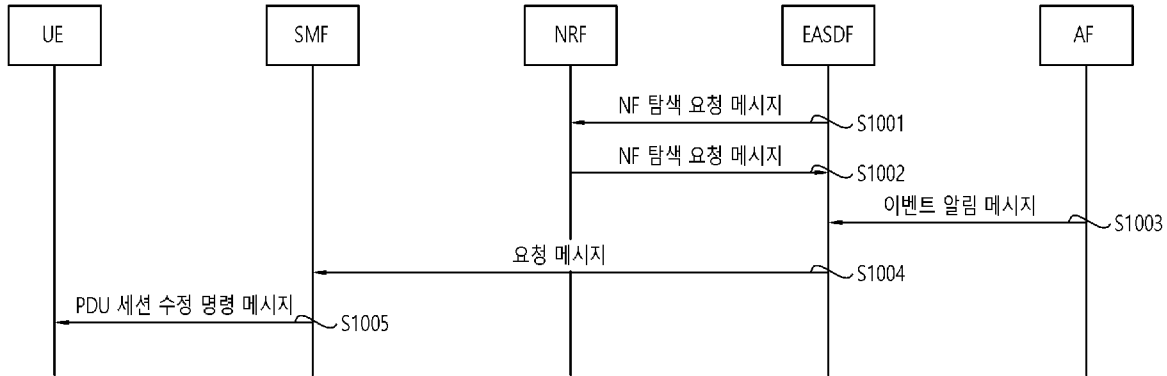 UE
SMF
NRF
EASDF
AF
NF 탐색 요청 메시지
S1001
NF 탐색 요청 메시지
S1002
이벤트 알림 메시지
S1003
요청 메시지
S1004
PDU 세션 수정 명령 메시지
S1005